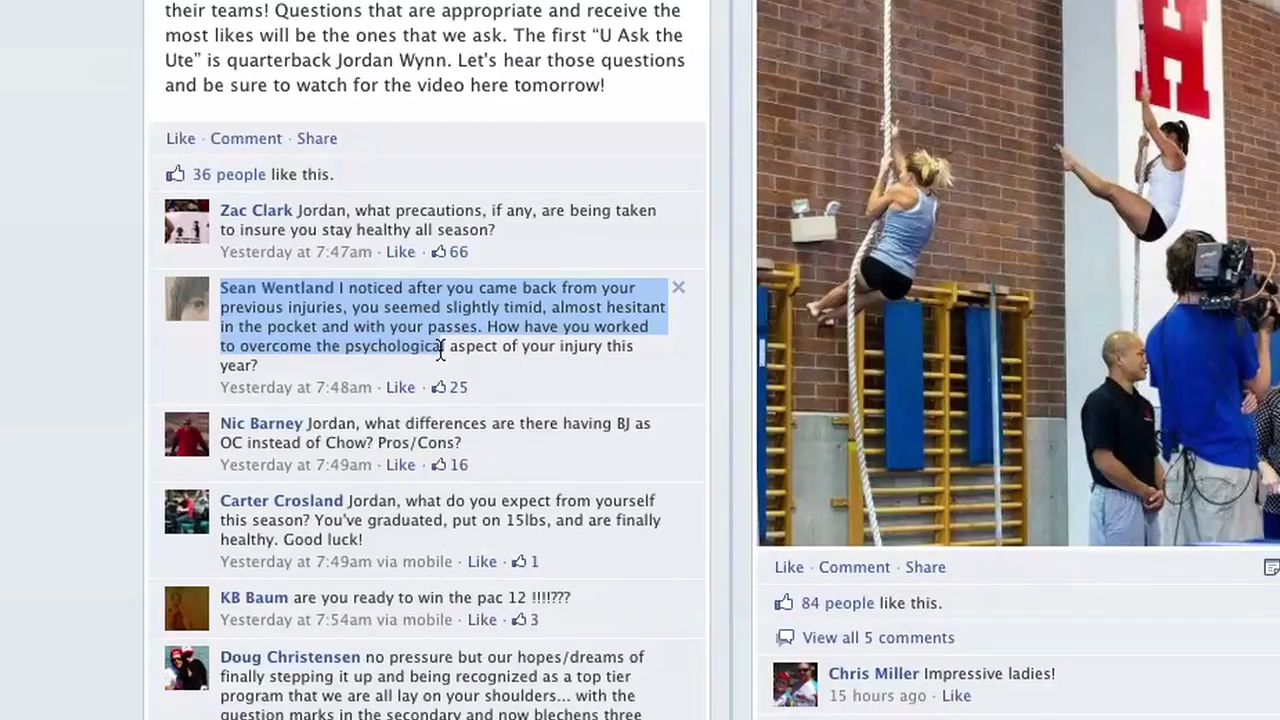 their teams! Questions that are appropriate and receive the
most likes will be the ones that we ask. The first “U Ask the
Ute” is quarterback Jordan Wynn. Let's hear those questions
and be sure to watch for the video here tomorrow!
Like · Comment · Share
36 people like this.
Zac Clark Jordan, what precautions, if any, are being taken
to insure you stay healthy all season?
Yesterday at 7:47am · Like · 66
Sean Wentland I noticed after you came back from your
previous injuries, you seemed slightly timid, almost hesitant
in the pocket and with your passes. How have you worked
to overcome the psychological aspect of your injury this
year?
Yesterday at 7:48am · Like · 25
Nic Barney Jordan, what differences are there having BJ as
OC instead of Chow? Pros/Cons?
Yesterday at 7:49am · Like · 16
Carter Crosland Jordan, what do you expect from yourself
this season? You've graduated, put on 15lbs, and are finally
healthy. Good luck!
Yesterday at 7:49am via mobile · Like · 1
KB Baum are you ready to win the pac 12 !!!!???
Yesterday at 7:54am via mobile · Like · 3
Doug Christensen no pressure but our hopes/dreams of
finally stepping it up and being recognized as a top tier
program that we are all lay on your shoulders... with the
question marks in the secondary and now blechens three
H
Like · Comment · Share
84 people like this.
View all 5 comments
Chris Miller Impressive ladies!
15 hours ago · Like